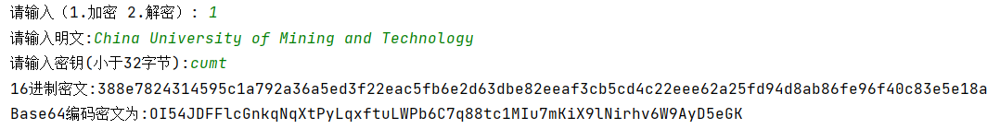 请输入（1.加密 2.解密）: 1
请输入明文:China University of Mining and Technology
请输入密钥(小于32字节):cumt
16进制密文:388e7824314595c1a792a36a5ed3f22eac5fb6e2d63dbe82eeaf3cb5cd4c22eee62a25fd94d8ab86fe96f40c83e5e18a
Base64编码密文为:OI54JDFFlcGnkqNqXtPyLqxftuLWPb6C7q88tc1MIu7mKiX9lNirhv6W9AyD5eGK